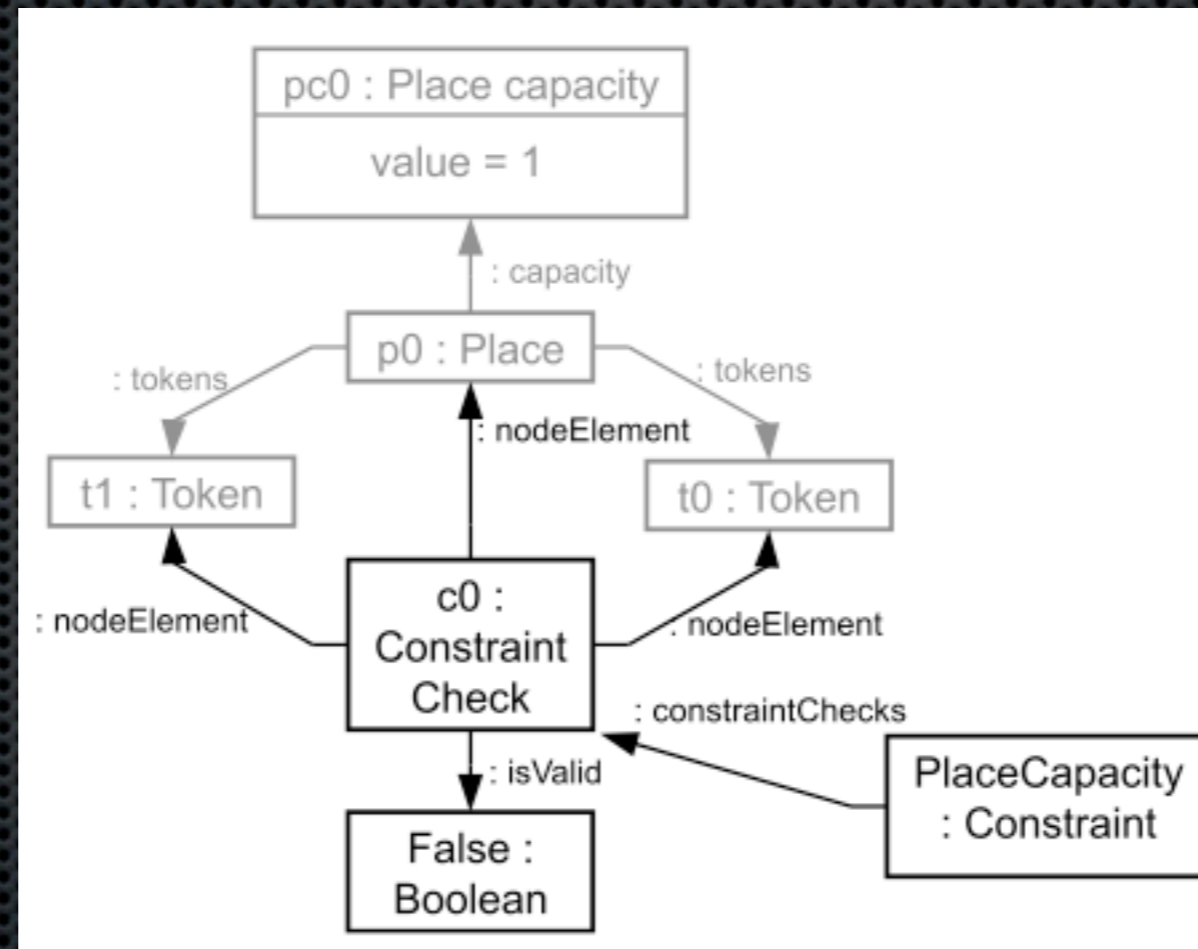 pc0 : Place capacity
value = 1
: capacity
p0 : Place
: tokens
: tokens
: nodeElement
t1 : Token
t0 : Token
c0 :
Constraint
Check
: nodeElement
: nodeElement
: constraintChecks
: isValid
PlaceCapacity
: Constraint
False :
Boolean